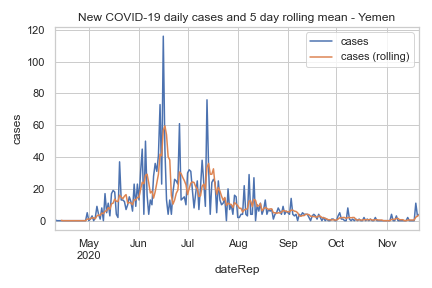 New COVID-19 daily cases and 5 day rolling mean - Yemen
120
100
80
60
40
20
0
cases
cases
cases (rolling)
May
2020
Jun
Jul
Aug
Sep
Oct
Nov
dateRep